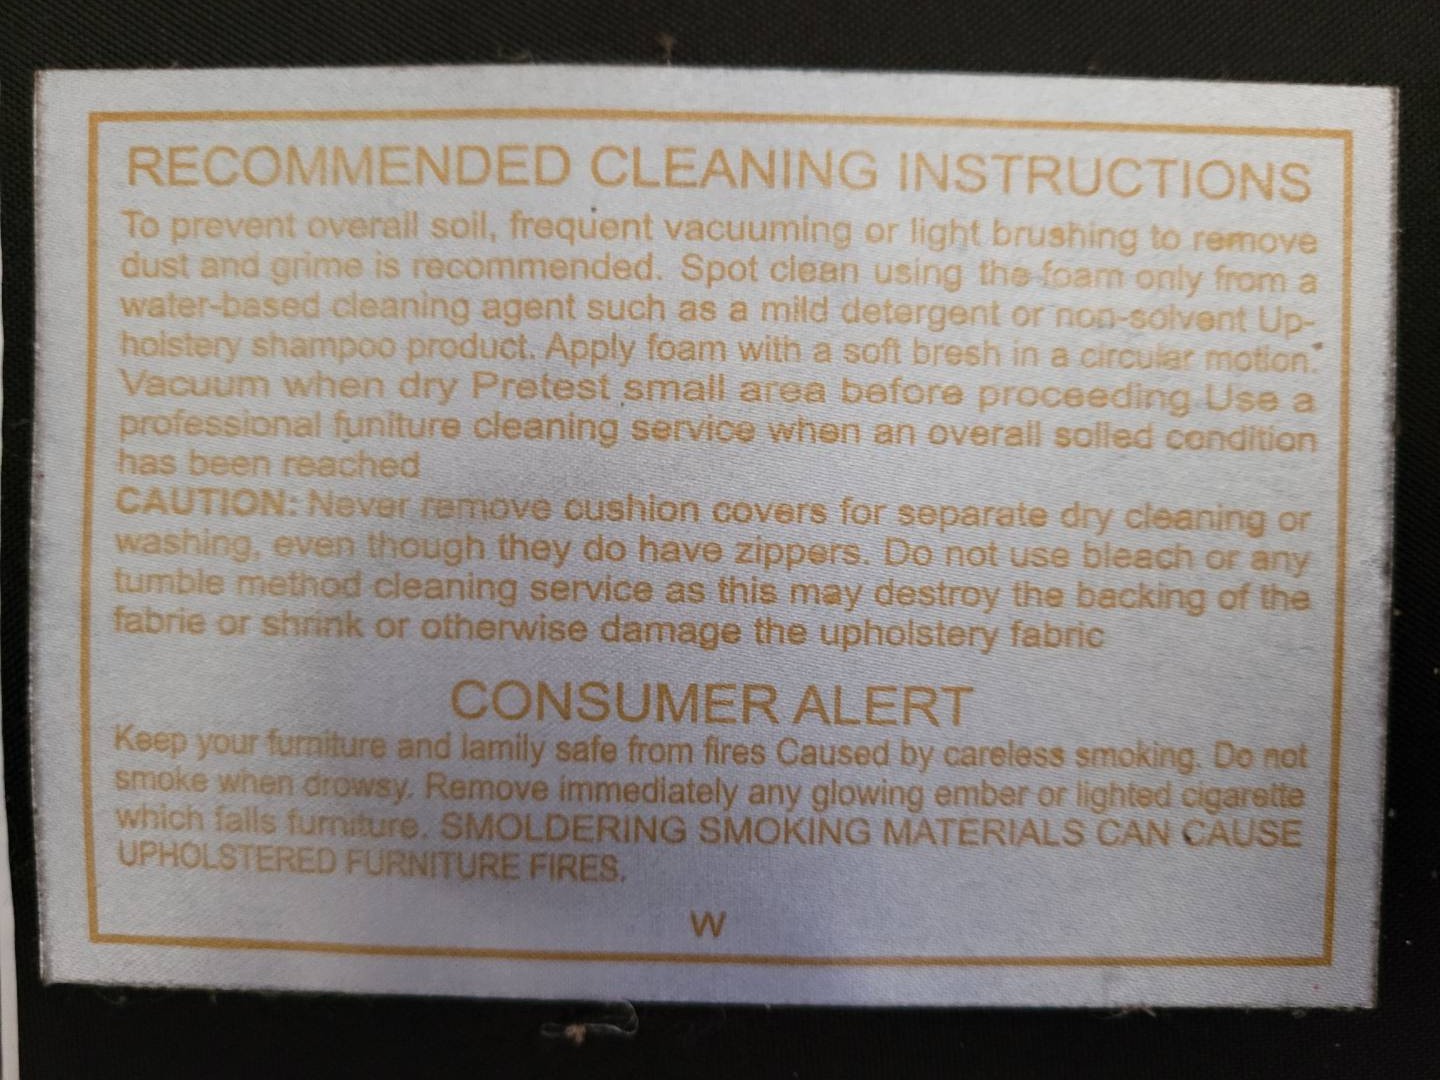 RECOMMENDED CLEANING INSTRUCTIONS
To prevent overall soil, frequent vacuuming or light brushing to remove
dust and grime is recommended. Spot clean using the foam only from a
water-based cleaning agent such as a mild detergent or non-solvent Up-
holstery shampoo product. Apply foam with a soft bresh in a circular motion.
Vacuum when dry Pretest small area before proceeding Use a
professional funiture cleaning service when an overall soiled condition
has been reached
CAUTION: Never remove cushion covers for separate dry cleaning or
washing, even though they do have zippers. Do not use bleach or any
tumble method cleaning service as this may destroy the backing of the
fabrie or shrink or otherwise damage the upholstery fabric
CONSUMER ALERT
Keep your furniture and lamily safe from fires Caused by careless smoking. Do not
smoke when drowsy. Remove immediately any glowing ember or lighted cigarette
which falls furniture. SMOLDERING SMOKING MATERIALS CAN CAUSE
UPHOLSTERED FURNITURE FIRES.
W